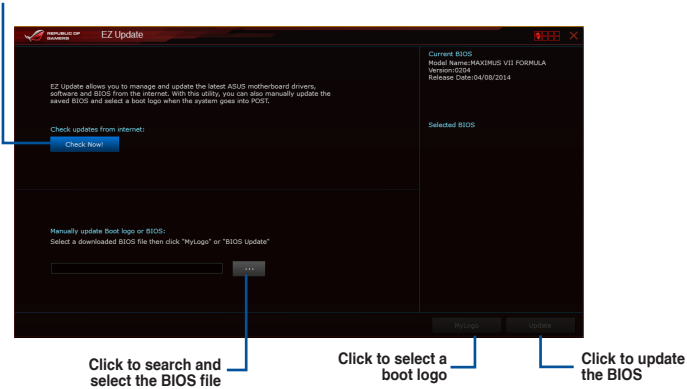 REPUBLIC OF
GAMERS
EZ Update
Current BIOS
Model Name:MAXIMUS VII FORMULA
Version:0204
Release Date:04/08/2014
EZ Update allows you to manage and update the latest ASUS motherboard drivers,
software and BIOS from the internet. With this utility, you can also manually update the
saved BIOS and select a boot logo when the system goes into POST.
Selected BIOS
Check updates from internet:
Check Now!
Manually update Boot logo or BIOS:
Select a downloaded BIOS file then click "MyLogo" or "BIOS Update"
...
MyLogo
Update
Click to search and
select the BIOS file
Click to select a
boot logo
Click to update
the BIOS